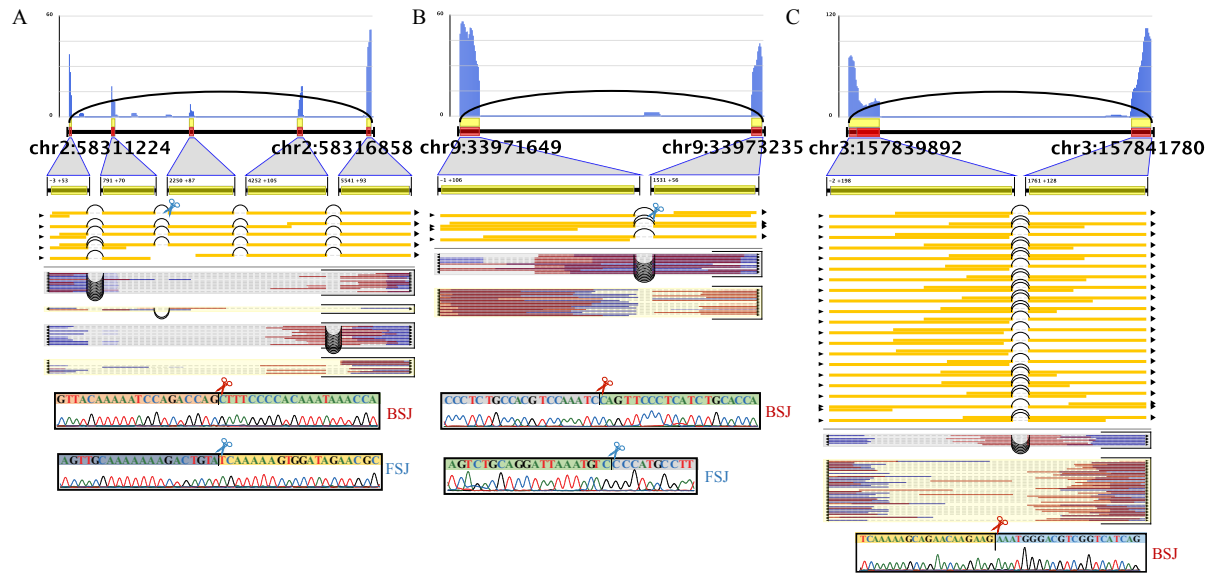 A
60
0
chr2:58311224
chr2:58316858
-3 +53
791 +70
2250 +87
4252 +105
5541 +93
GTTACAAAAATCCAGACCAGCTTTCCCCACAAATAAACCA
BSJ
AGTTGCAAAAAAAGACTGTATCAAAAAGTGGATAGAACGC
FSJ
B
60
0
chr9:33971649
chr9:33973235
-1 +106
1531 +56
CCCTCTGCCACGTCCAAATCCAGTTCCCTCATCTGCACCA
BSJ
AGTCTGCAGGATTAAATGTCCCCATGCCTT
FSJ
C
120
0
chr3:157839892
chr3:157841780
-2 +198
1761 +128
TCAAAAAGCAGAACAAGAAGAAATGGGACGTCGGTCATCAG
BSJ